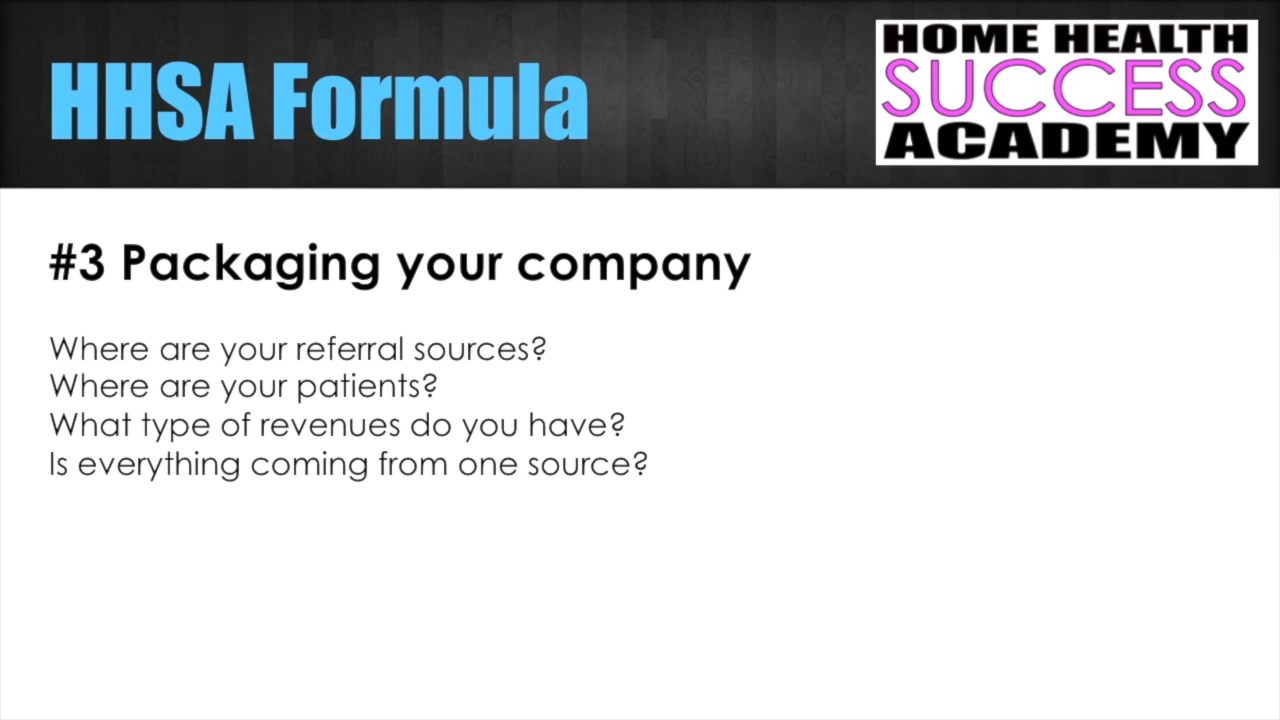 HHSA Formula
HOME HEALTH
SUCCESS
ACADEMY
#3 Packaging your company
Where are your referral sources?
Where are your patients?
What type of revenues do you have?
Is everything coming from one source?